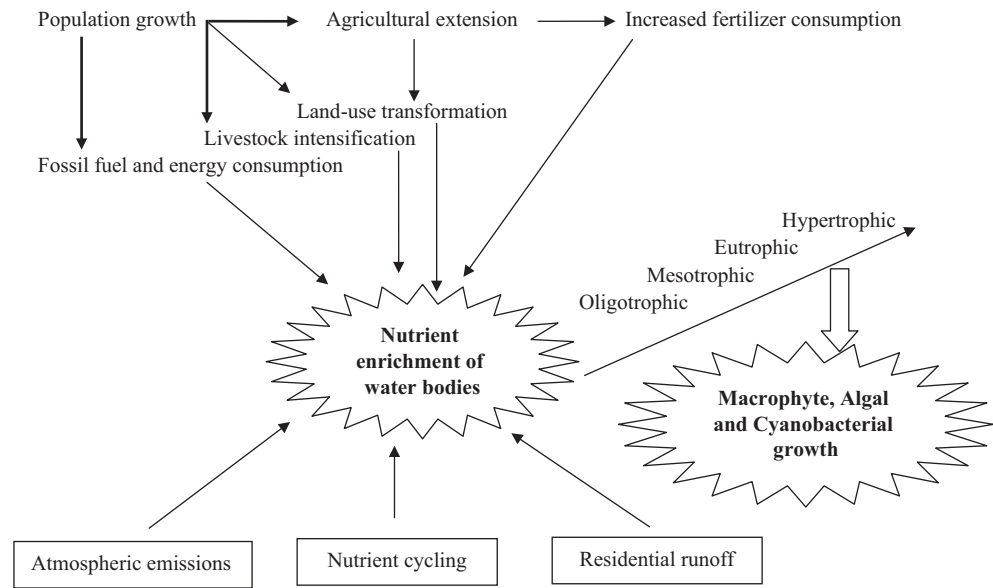 Population growth
Agricultural extension
Increased fertilizer consumption
Land-use transformation
Livestock intensification
Fossil fuel and energy consumption
Hypertrophic
Eutrophic
Mesotrophic
Oligotrophic
Nutrient
enrichment of
water bodies
Macrophyte, Algal
and Cyanobacterial
growth
Atmospheric emissions
Nutrient cycling
Residential runoff